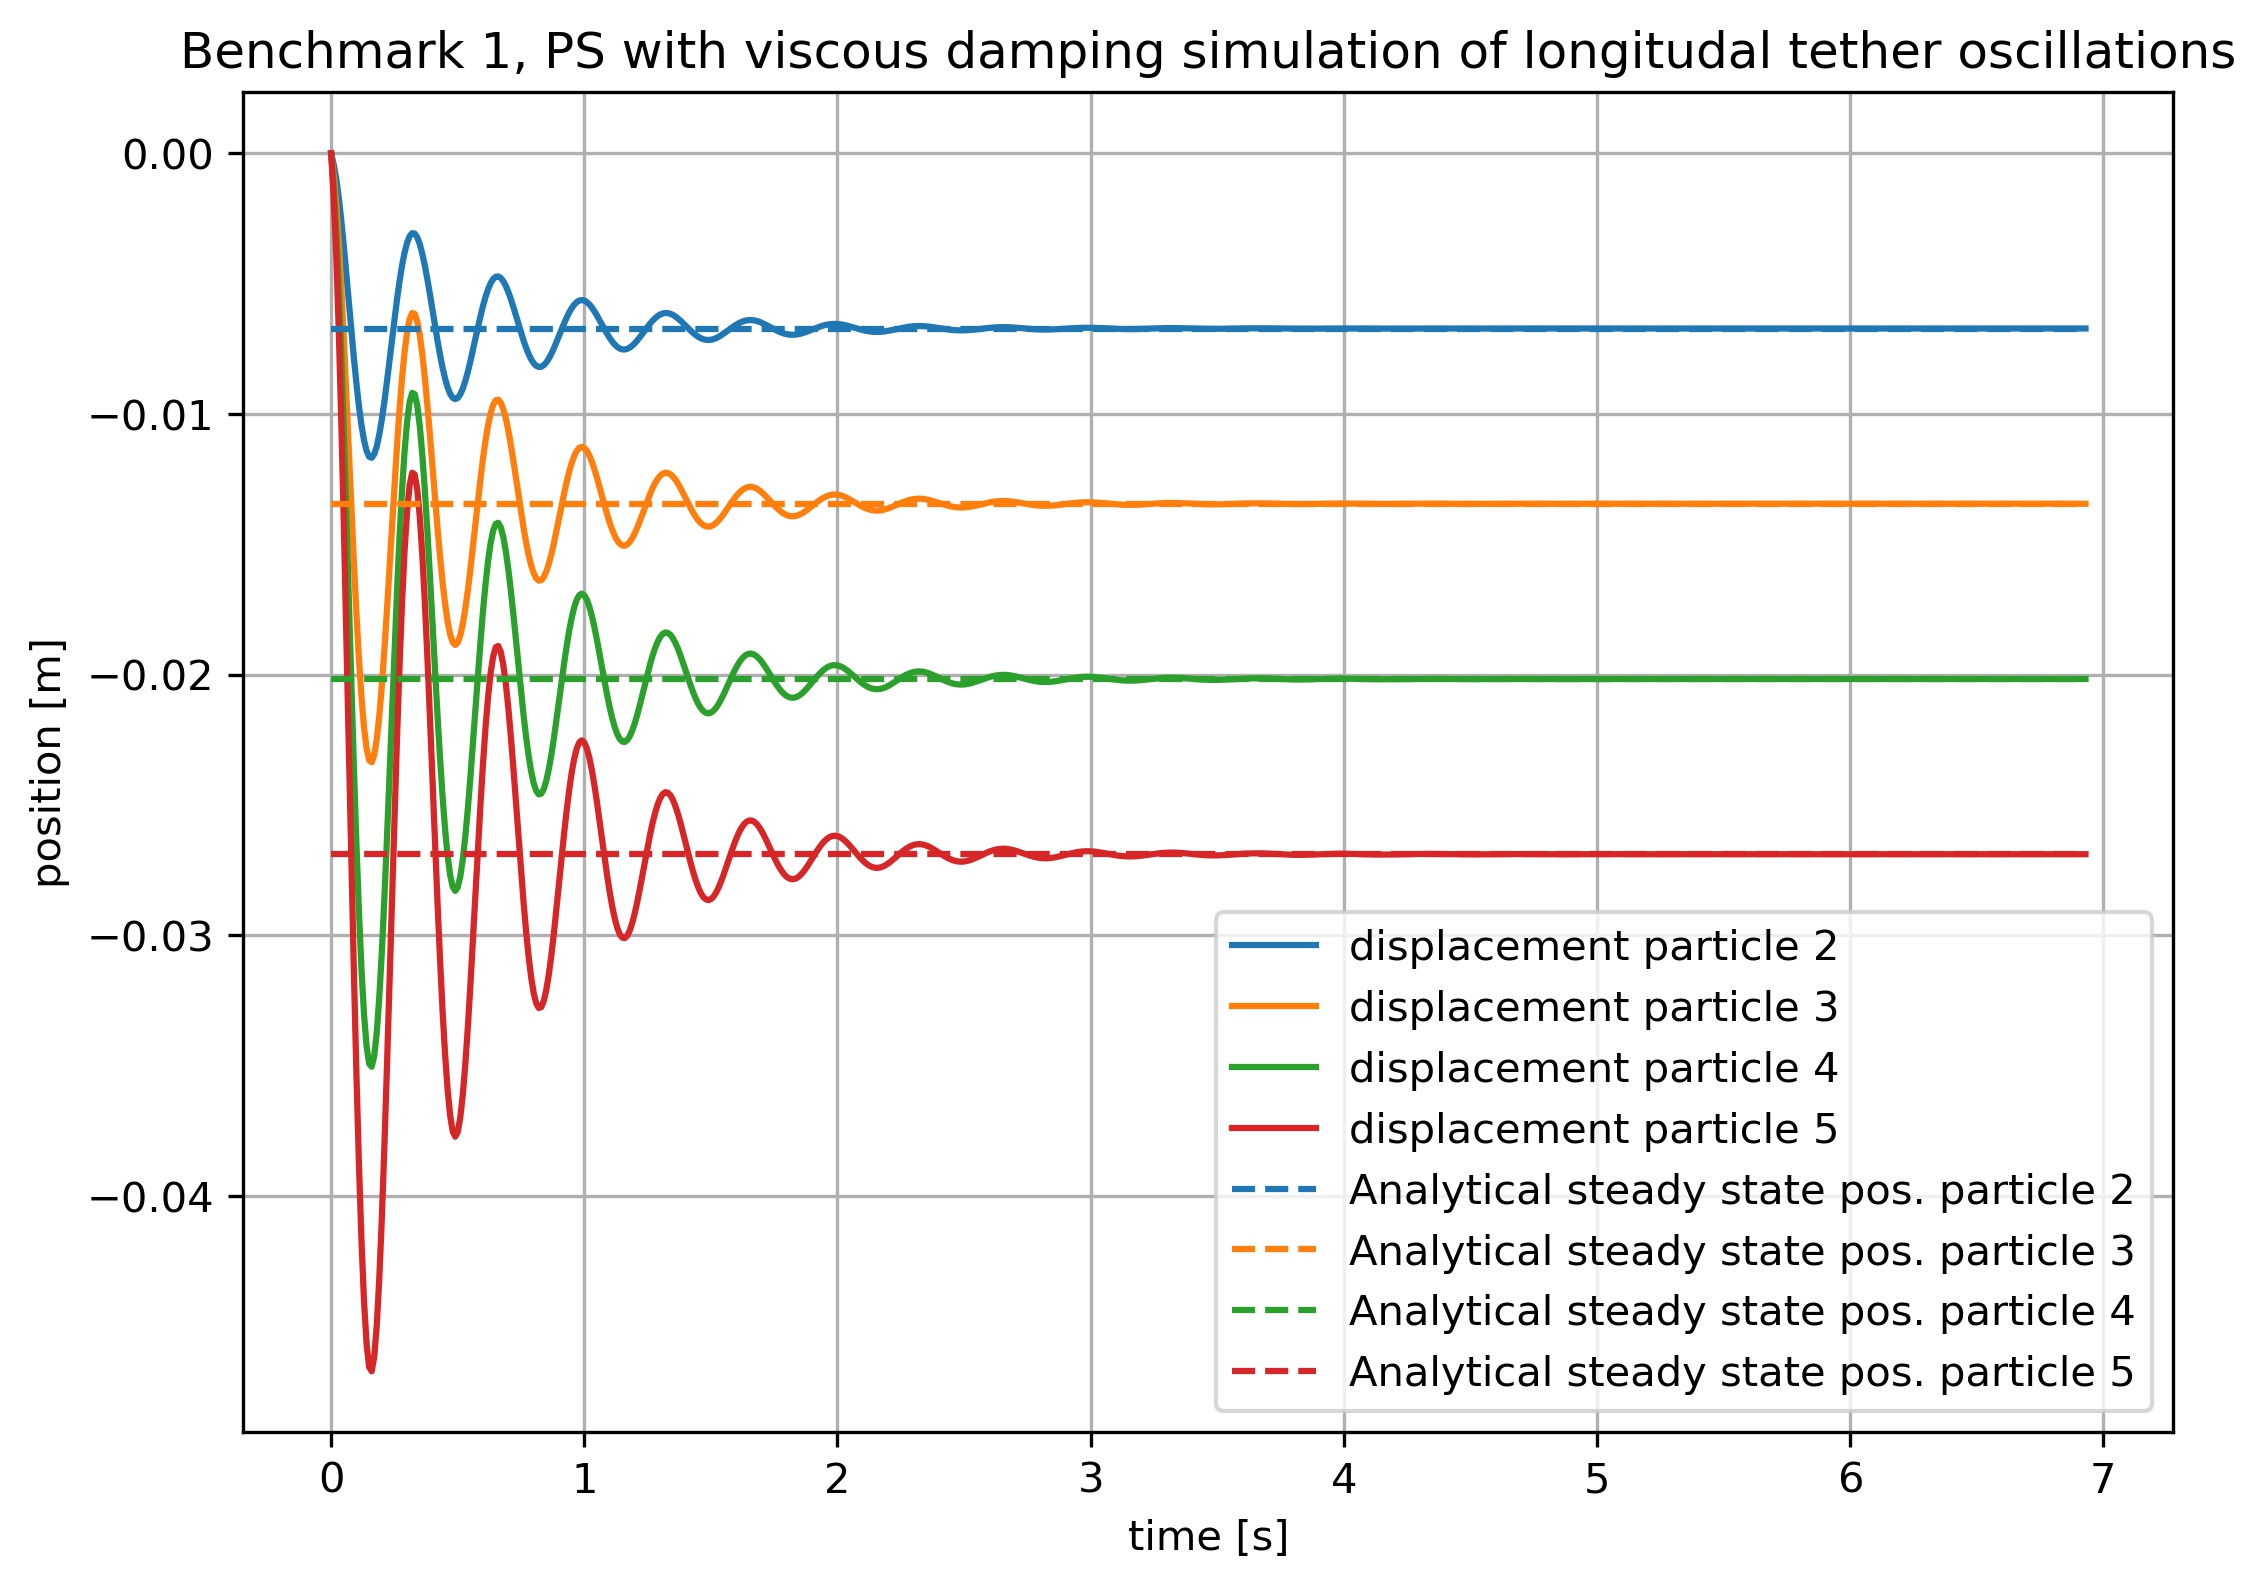 Benchmark 1, PS with viscous damping simulation of longitudal tether oscillations
0.00
−0.01
−0.02
−0.03
−0.04
position [m]
displacement particle 2
displacement particle 3
displacement particle 4
displacement particle 5
Analytical steady state pos. particle 2
Analytical steady state pos. particle 3
Analytical steady state pos. particle 4
Analytical steady state pos. particle 5
0 1 2 3 4 5 6 7
time [s]